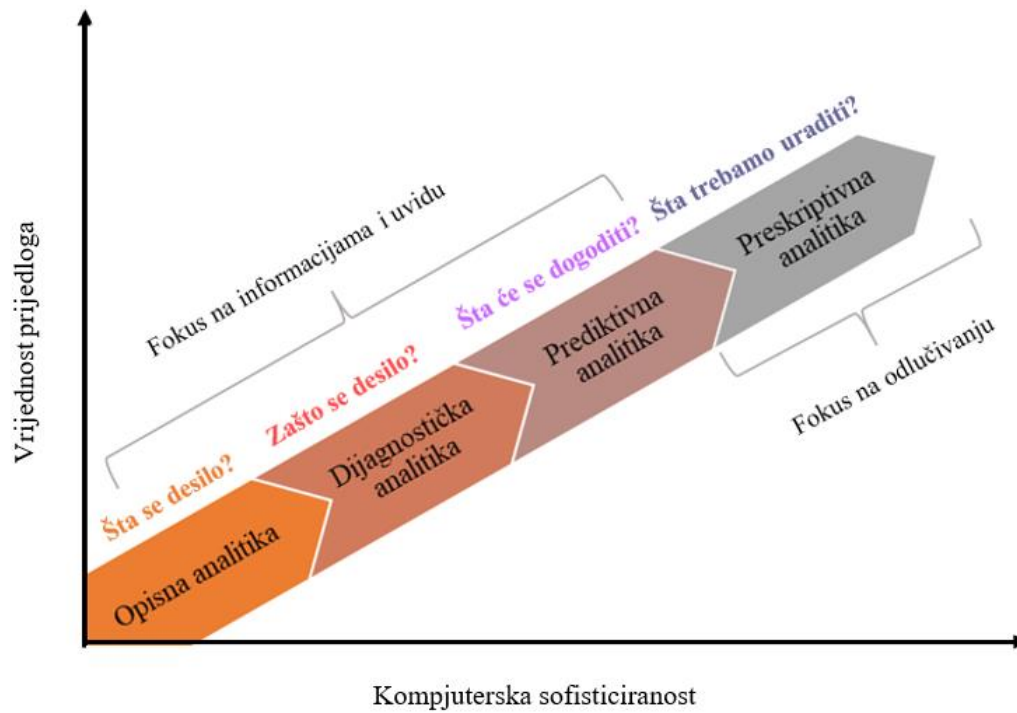 Vrijednost prijedloga
Fokus na informacijama i uvidu
Šta se desilo?
Zašto se desilo?
Šta će se dogoditi?
Šta trebamo uraditi?
Opisna analitika
Dijagnostička
analitika
Prediktivna
analitika
Preskriptivna
analitika
Fokus na odlučivanju
Kompjuterska sofisticiranost